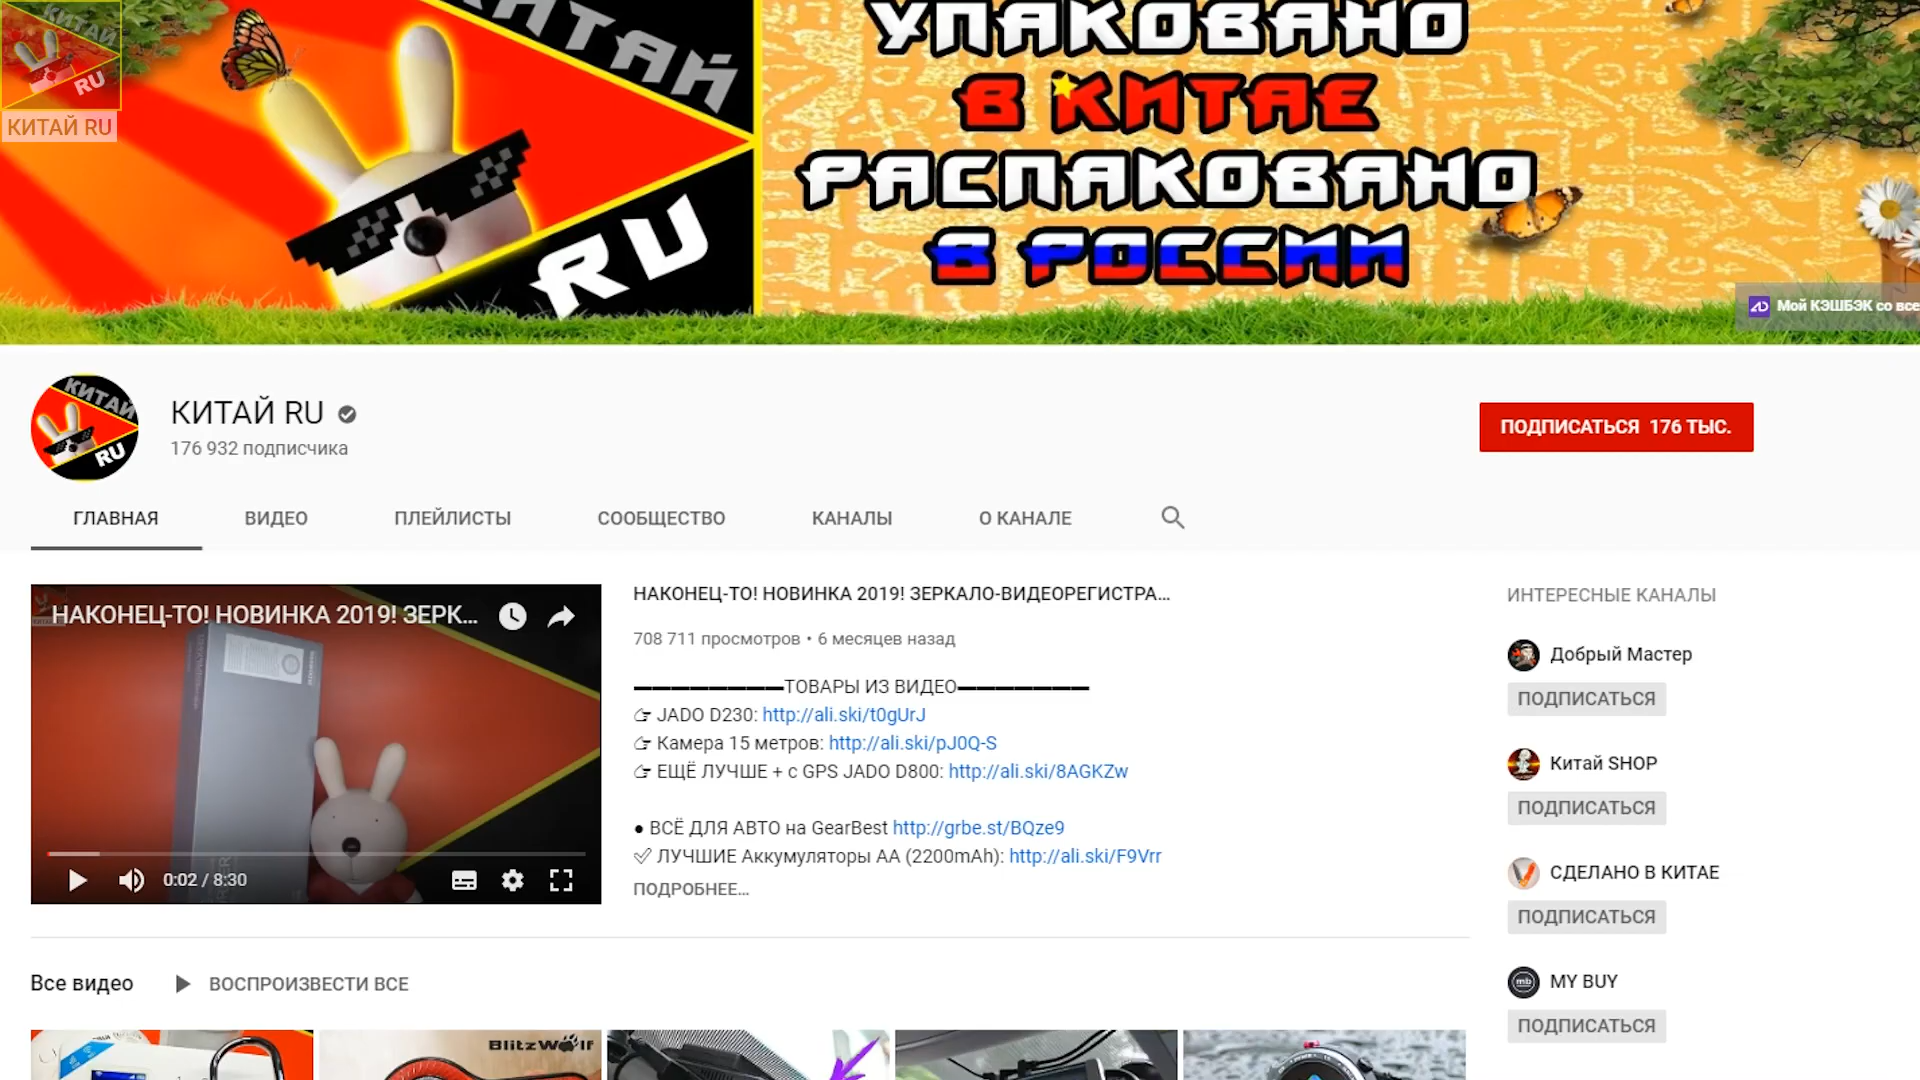 КИТАЙ
RU
КИТАЙ RU
КИТАЙ
RU
УПАКОВАНО
В КИТАЕ
РАСПАКОВАНО
В РОССИИ
Мой КЭШБЭК со все
КИТАЙ
RU
КИТАЙ RU
176 932 подписчика
ПОДПИСАТЬСЯ 176 ТЫС.
ГЛАВНАЯ
ВИДЕО
ПЛЕЙЛИСТЫ
СООБЩЕСТВО
КАНАЛЫ
О КАНАЛЕ
НАКОНЕЦ-ТО! НОВИНКА 2019! ЗЕРК...
0:02 / 8:30
НАКОНЕЦ-ТО! НОВИНКА 2019! ЗЕРКАЛО-ВИДЕОРЕГИСТРА...
708 711 просмотров • 6 месяцев назад
▬▬▬▬▬▬▬▬ТОВАРЫ ИЗ ВИДЕО▬▬▬▬▬▬▬
👉 JADO D230: http://ali.ski/t0gUrJ
👉 Камера 15 метров: http://ali.ski/pJ0Q-S
👉 ЕЩЁ ЛУЧШЕ + с GPS JADO D800: http://ali.ski/8AGKZw
● ВСЁ ДЛЯ АВТО на GearBest http://grbe.st/BQze9
✅ ЛУЧШИЕ Аккумуляторы АА (2200mAh): http://ali.ski/F9Vrr
ПОДРОБНЕЕ...
ИНТЕРЕСНЫЕ КАНАЛЫ
Добрый Мастер
ПОДПИСАТЬСЯ
Китай SHOP
ПОДПИСАТЬСЯ
СДЕЛАНО В КИТАЕ
ПОДПИСАТЬСЯ
mb
MY BUY
ПОДПИСАТЬСЯ
Все видео
ВОСПРОИЗВЕСТИ ВСЕ
BlitzWolf